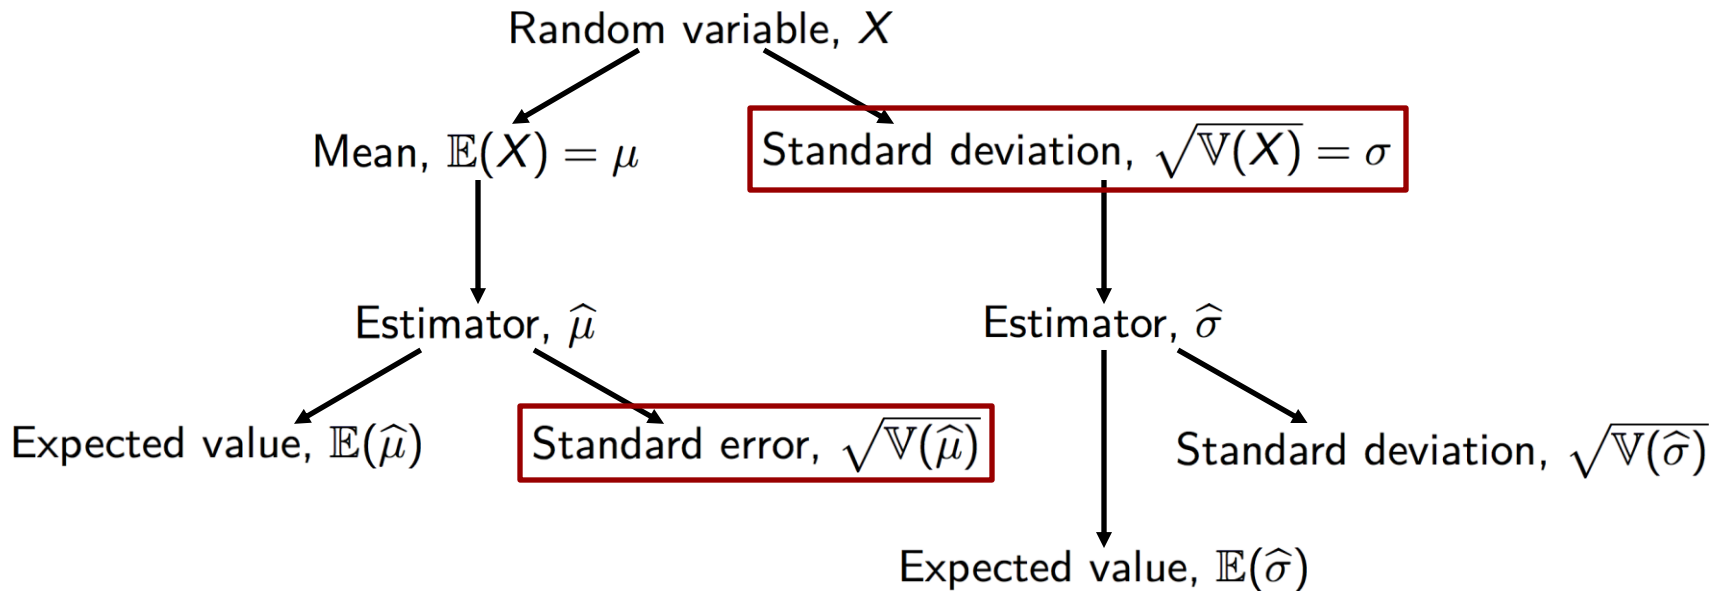 Random variable, X
Mean, 𝔼(X) = μ
Standard deviation, √𝕍(X) = σ
Estimator, μ̂
Estimator, σ̂
Expected value, 𝔼(μ̂)
Standard error, √𝕍(μ̂)
Standard deviation, √𝕍(σ̂)
Expected value, 𝔼(σ̂)